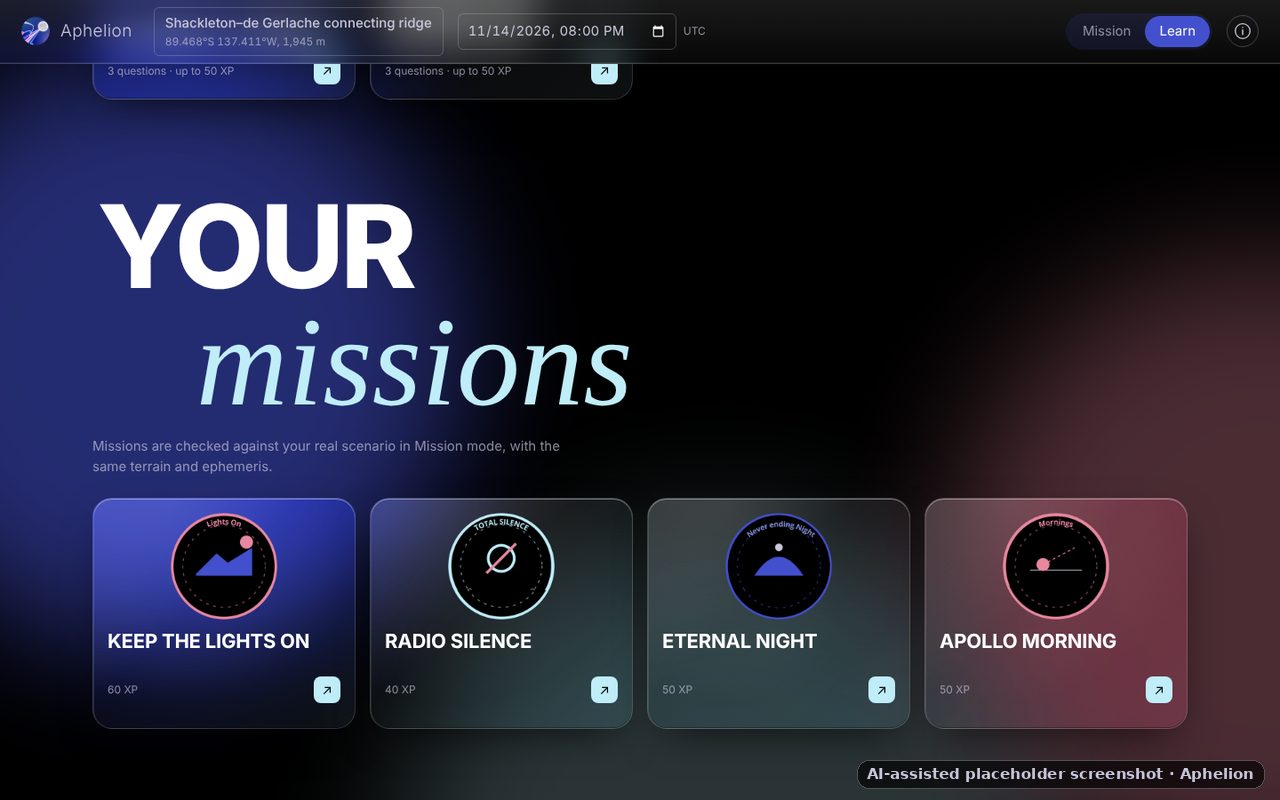 Aphelion
Shackleton–de Gerlache connecting ridge
89.468°S 137.411°W, 1,945 m
11/14/2026, 08:00 PM
UTC
Mission
Learn
3 questions · up to 50 XP
3 questions · up to 50 XP
YOUR
missions
Missions are checked against your real scenario in Mission mode, with the
same terrain and ephemeris.
Lights On
KEEP THE LIGHTS ON
60 XP
TOTAL SILENCE
RADIO SILENCE
40 XP
Never ending Night
ETERNAL NIGHT
50 XP
Mornings
APOLLO MORNING
50 XP
AI-assisted placeholder screenshot · Aphelion